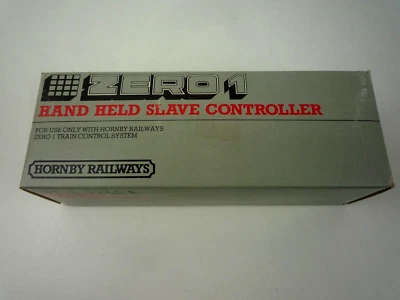 ZERO 1
HAND HELD SLAVE CONTROLLER
FOR USE ONLY WITH HORNBY RAILWAYS
ZERO-1 TRAIN CONTROL SYSTEM
HORNBY RAILWAYS